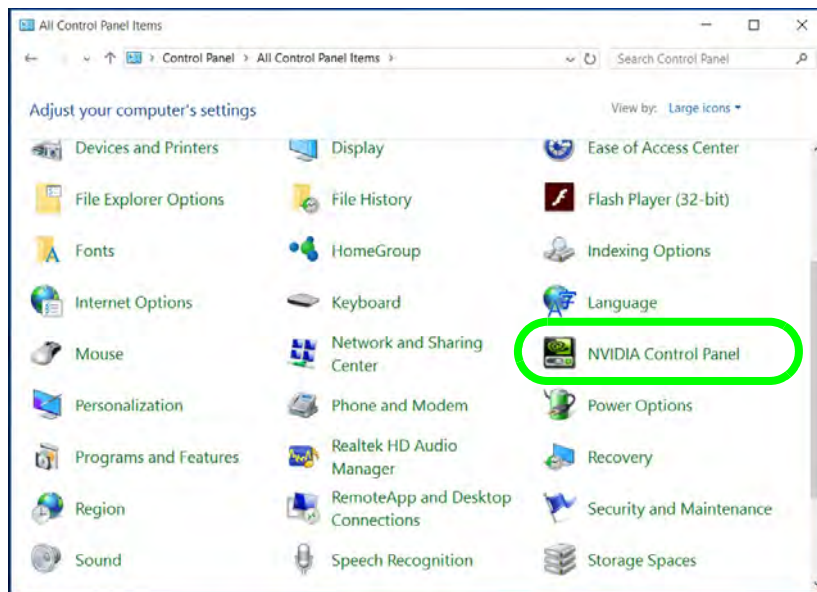 All Control Panel Items
Control Panel > All Control Panel Items >
Search Control Panel
Adjust your computer's settings
View by: Large icons
Devices and Printers
Display
Ease of Access Center
File Explorer Options
File History
Flash Player (32-bit)
Fonts
HomeGroup
Indexing Options
Internet Options
Keyboard
Language
Mouse
Network and Sharing
Center
NVIDIA Control Panel
Personalization
Phone and Modem
Power Options
Programs and Features
Realtek HD Audio
Manager
Recovery
Region
RemoteApp and Desktop
Connections
Security and Maintenance
Sound
Speech Recognition
Storage Spaces